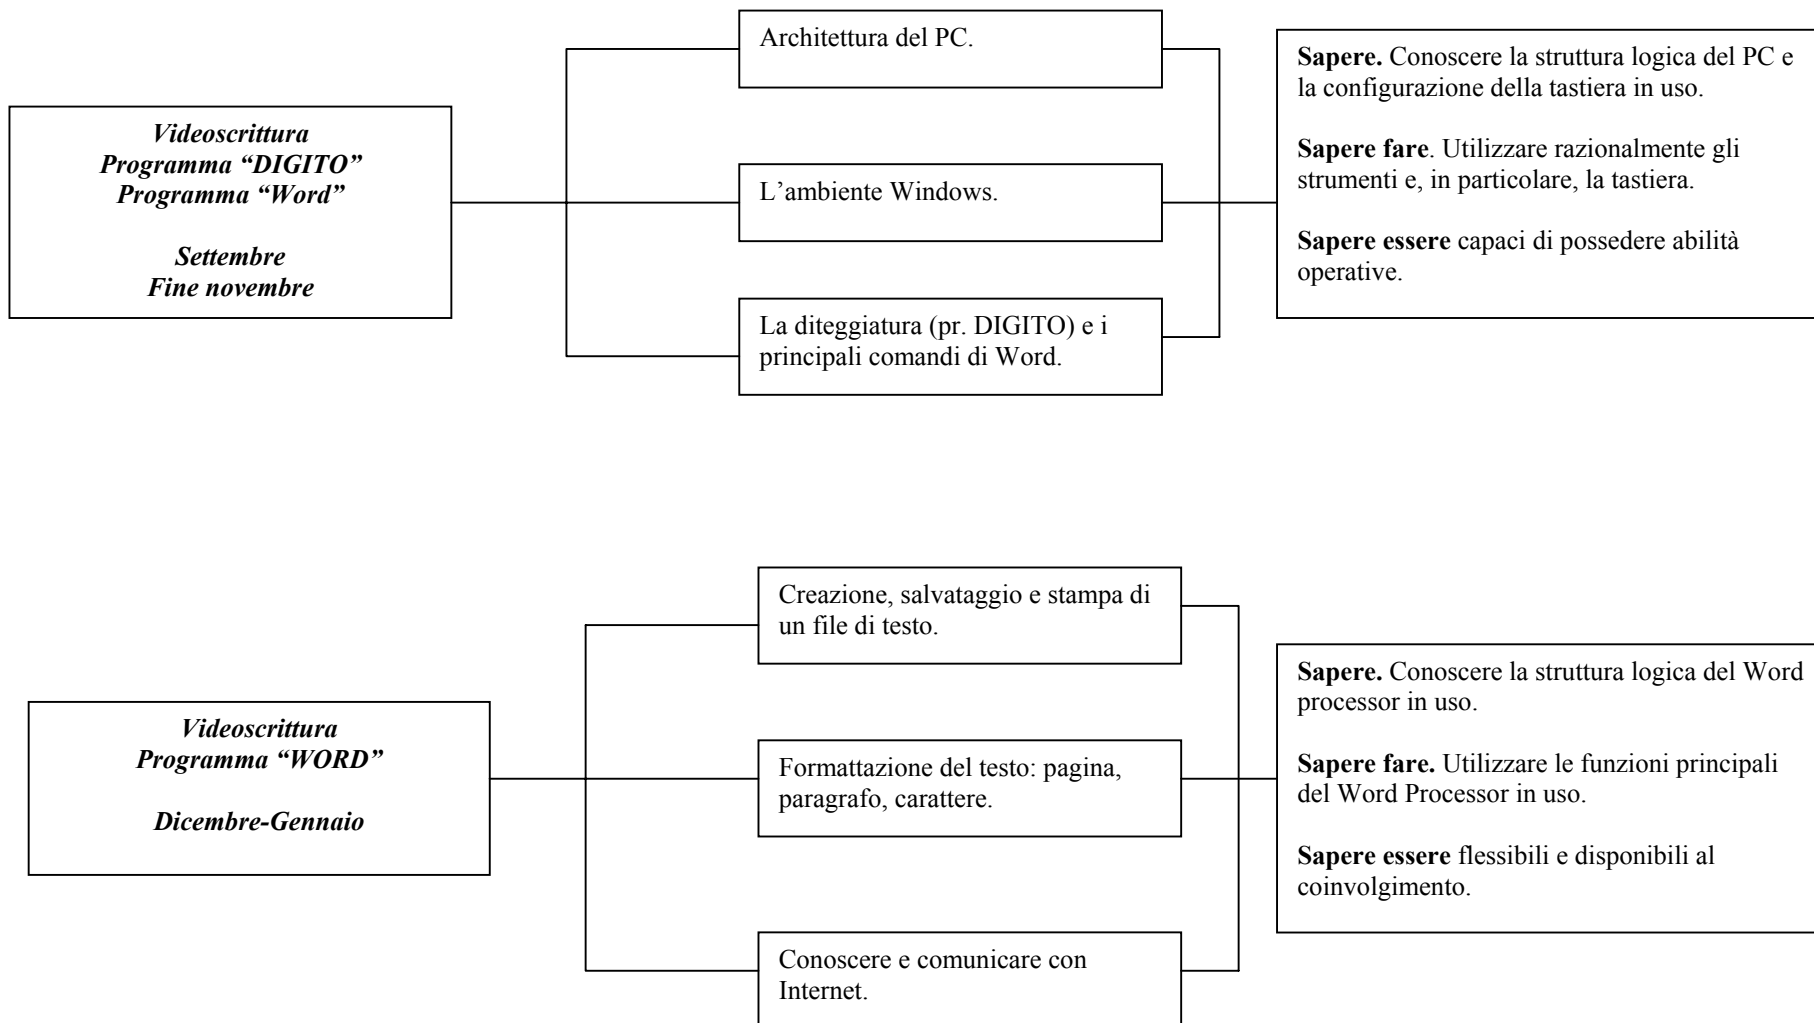 Videoscrittura
Programma “DIGITO”
Programma “Word”
Settembre
Fine novembre
Architettura del PC.
L’ambiente Windows.
La diteggiatura (pr. DIGITO) e i
principali comandi di Word.
Sapere. Conoscere la struttura logica del PC e
la configurazione della tastiera in uso.
Sapere fare. Utilizzare razionalmente gli
strumenti e, in particolare, la tastiera.
Sapere essere capaci di possedere abilità
operative.
Videoscrittura
Programma “WORD”
Dicembre-Gennaio
Creazione, salvataggio e stampa di
un file di testo.
Formattazione del testo: pagina,
paragrafo, carattere.
Conoscere e comunicare con
Internet.
Sapere. Conoscere la struttura logica del Word
processor in uso.
Sapere fare. Utilizzare le funzioni principali
del Word Processor in uso.
Sapere essere flessibili e disponibili al
coinvolgimento.